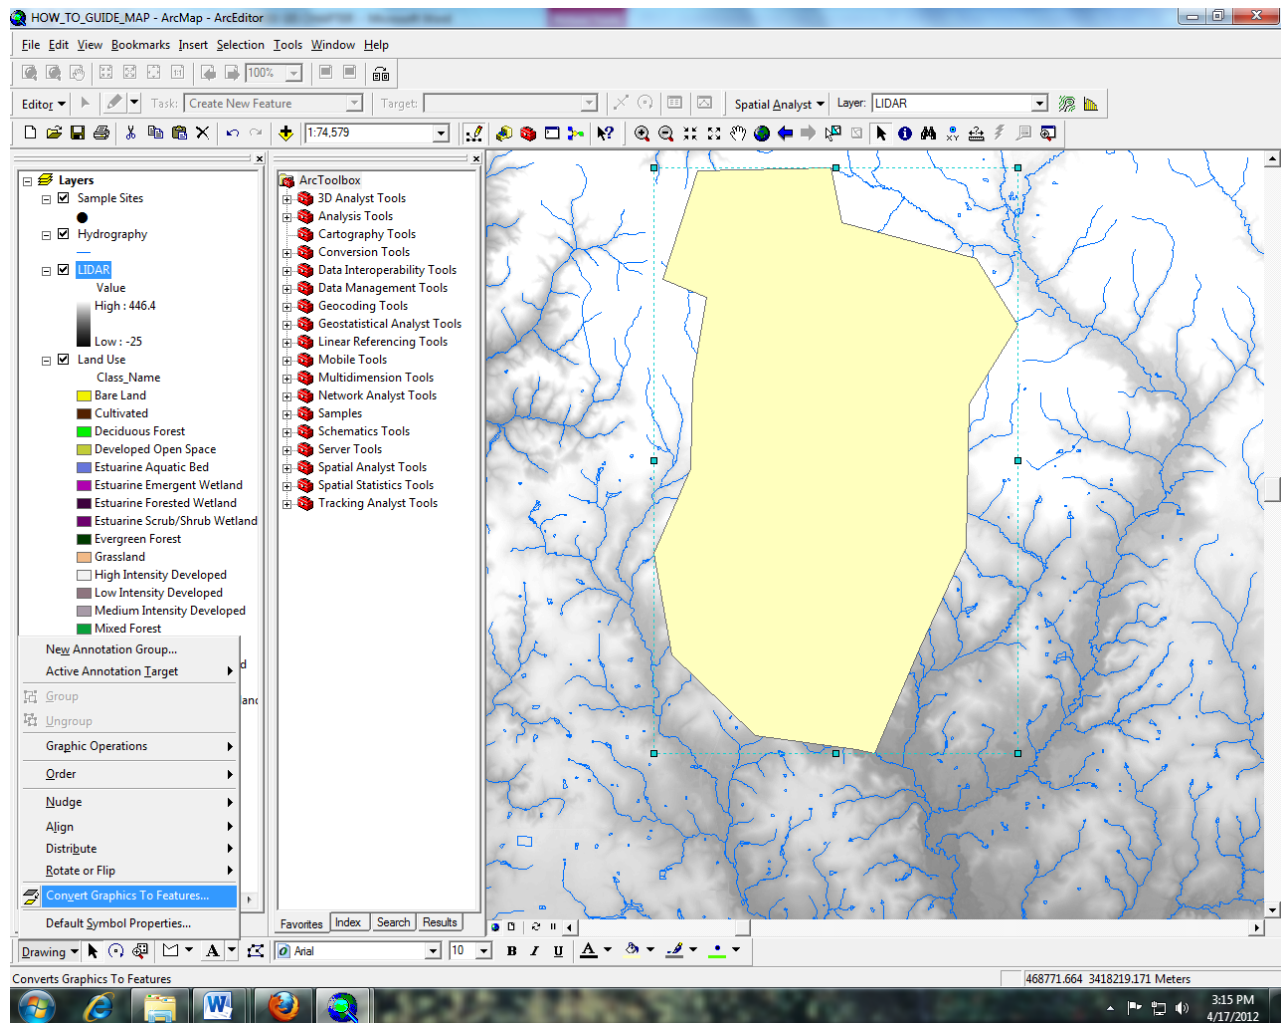 HOW_TO_GUIDE_MAP - ArcMap - ArcEditor
File Edit View Bookmarks Insert Selection Tools Window Help
100%
Editor Task: Create New Feature Target: Spatial Analyst Layer: LIDAR
1:74,579
Layers
Sample Sites
Hydrography
LIDAR
Value
High : 446.4
Low : -25
Land Use
Class_Name
Bare Land
Cultivated
Deciduous Forest
Developed Open Space
Estuarine Aquatic Bed
Estuarine Emergent Wetland
Estuarine Forested Wetland
Estuarine Scrub/Shrub Wetland
Evergreen Forest
Grassland
High Intensity Developed
Low Intensity Developed
Medium Intensity Developed
Mixed Forest
New Annotation Group...
Active Annotation Target
Group
Ungroup
Graphic Operations
Order
Nudge
Align
Distribute
Rotate or Flip
Convert Graphics To Features...
Default Symbol Properties...
ArcToolbox
3D Analyst Tools
Analysis Tools
Cartography Tools
Conversion Tools
Data Interoperability Tools
Data Management Tools
Geocoding Tools
Geostatistical Analyst Tools
Linear Referencing Tools
Mobile Tools
Multidimension Tools
Network Analyst Tools
Samples
Schematics Tools
Server Tools
Spatial Analyst Tools
Spatial Statistics Tools
Tracking Analyst Tools
Favorites Index Search Results
Drawing A Arial 10 B I U A
Converts Graphics To Features 468771.664 3418219.171 Meters
3:15 PM
4/17/2012